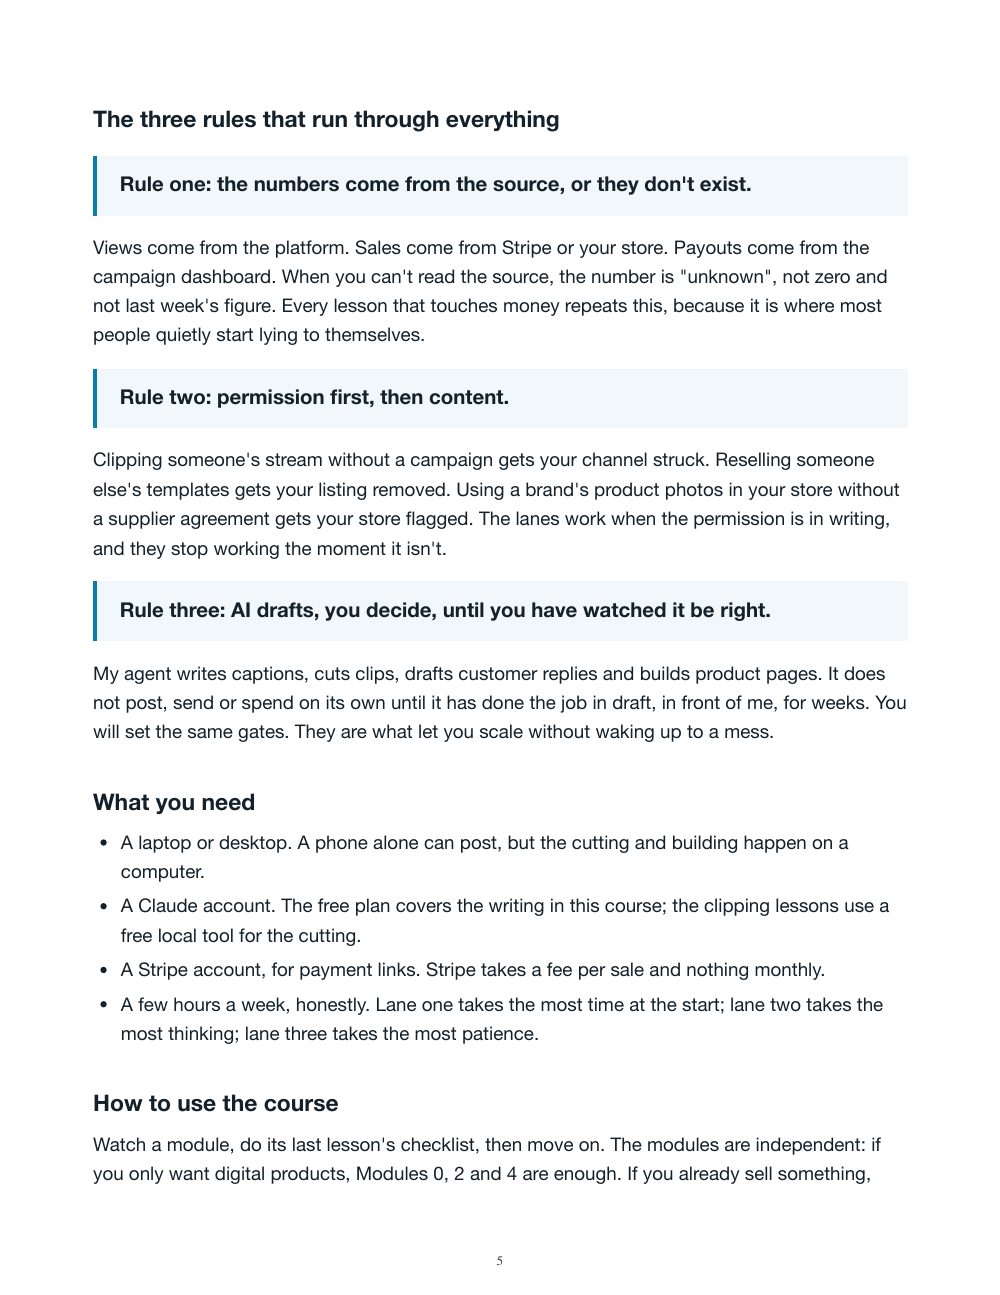 The three rules that run through everything
Rule one: the numbers come from the source, or they don't exist.
Views come from the platform. Sales come from Stripe or your store. Payouts come from the
campaign dashboard. When you can't read the source, the number is "unknown", not zero and
not last week's figure. Every lesson that touches money repeats this, because it is where most
people quietly start lying to themselves.
Rule two: permission first, then content.
Clipping someone's stream without a campaign gets your channel struck. Reselling someone
else's templates gets your listing removed. Using a brand's product photos in your store without
a supplier agreement gets your store flagged. The lanes work when the permission is in writing,
and they stop working the moment it isn't.
Rule three: AI drafts, you decide, until you have watched it be right.
My agent writes captions, cuts clips, drafts customer replies and builds product pages. It does
not post, send or spend on its own until it has done the job in draft, in front of me, for weeks. You
will set the same gates. They are what let you scale without waking up to a mess.
What you need
• A laptop or desktop. A phone alone can post, but the cutting and building happen on a
computer.
• A Claude account. The free plan covers the writing in this course; the clipping lessons use a
free local tool for the cutting.
• A Stripe account, for payment links. Stripe takes a fee per sale and nothing monthly.
• A few hours a week, honestly. Lane one takes the most time at the start; lane two takes the
most thinking; lane three takes the most patience.
How to use the course
Watch a module, do its last lesson's checklist, then move on. The modules are independent: if
you only want digital products, Modules 0, 2 and 4 are enough. If you already sell something,
5